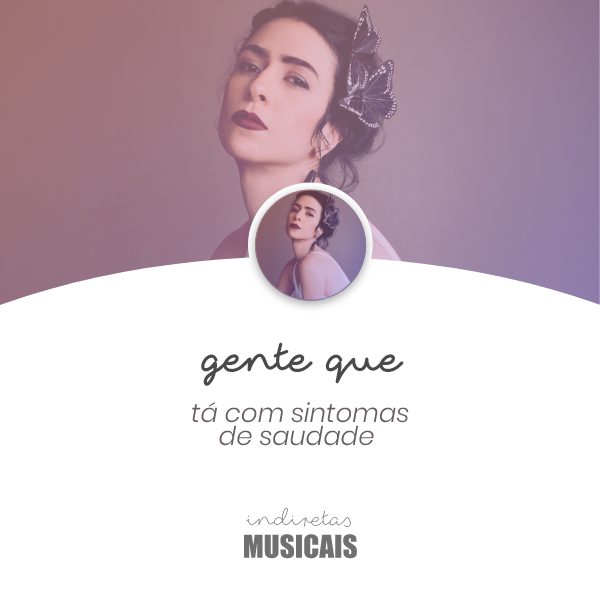 gente que
tá com sintomas
de saudade
indiretas
MUSICAIS